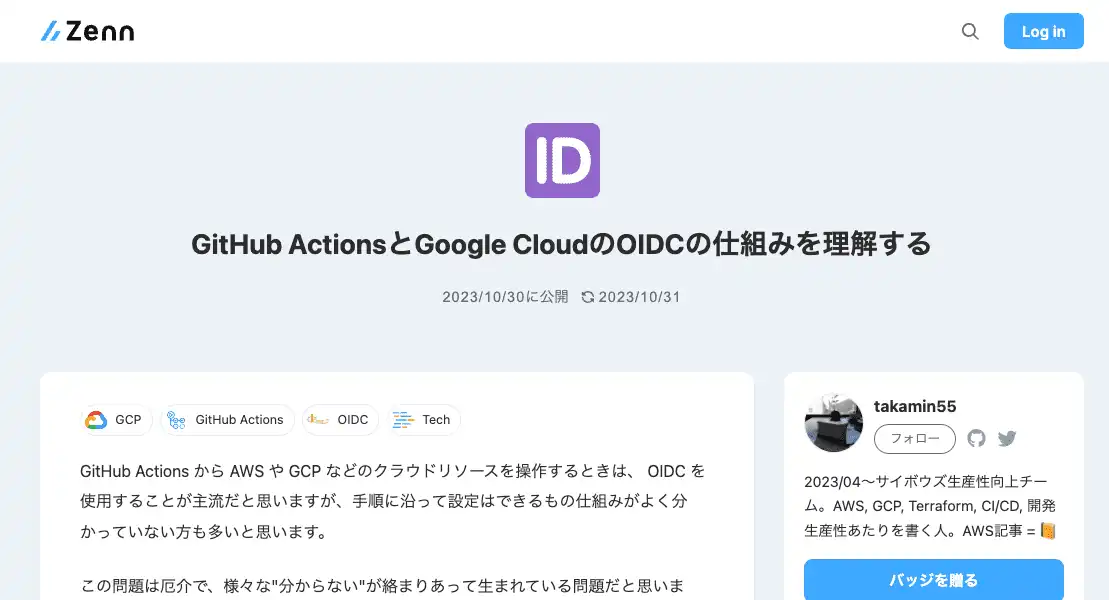 Zenn
Log in
ID
GitHub ActionsとGoogle CloudのOIDCの仕組みを理解する
2023/10/30に公開 2023/10/31
GCP
GitHub Actions
OIDC
Tech
GitHub Actions から AWS や GCP などのクラウドリソースを操作するときは、 OIDC を
使用することが主流だと思いますが、手順に沿って設定はできるもの仕組みがよく分
かっていない方も多いと思います。
この問題は厄介で、様々な"分からない"が絡まりあって生まれている問題だと思いま
takamin55
フォロー
2023/04〜サイボウズ生産性向上チー
ム。AWS, GCP, Terraform, CI/CD, 開発
生産性あたりを書く人。AWS記事 = 📙
バッジを贈る